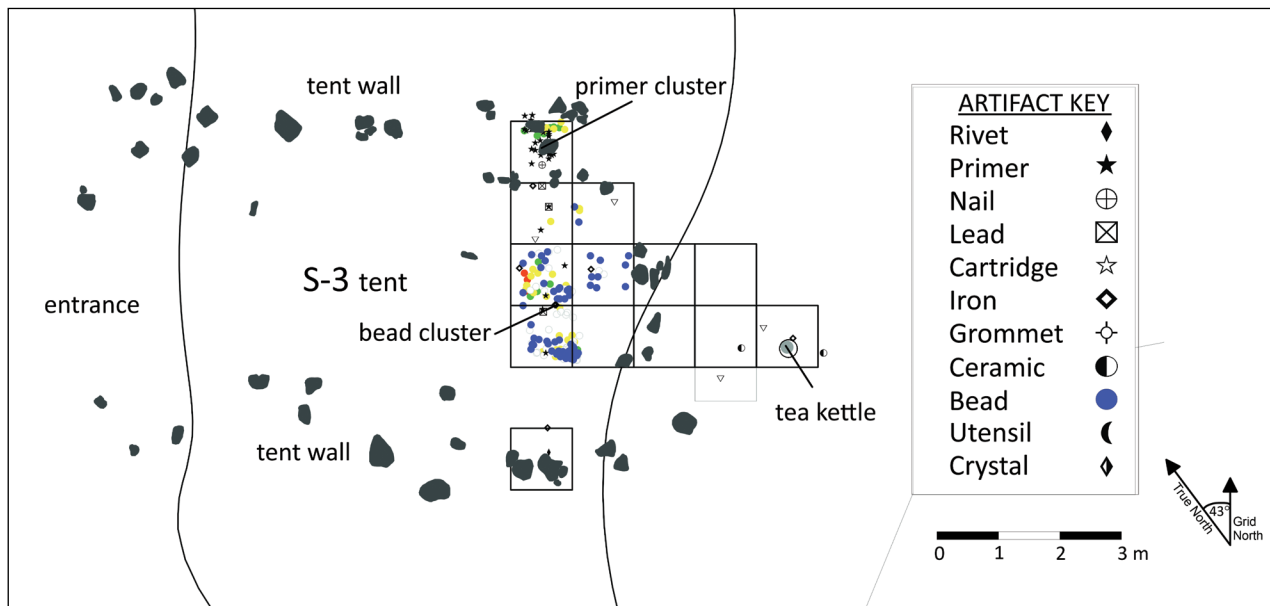 tent wall
primer cluster
entrance
S-3 tent
bead cluster
tea kettle
tent wall
ARTIFACT KEY
Rivet
Primer
Nail
Lead
Cartridge
Iron
Grommet
Ceramic
Bead
Utensil
Crystal
True North
43°
Grid
North
0 1 2 3 m